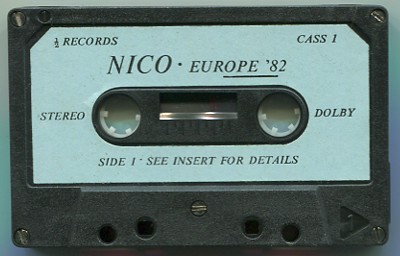 ½ RECORDS CASS 1
NICO · EUROPE '82
STEREO DOLBY
SIDE 1 · SEE INSERT FOR DETAILS